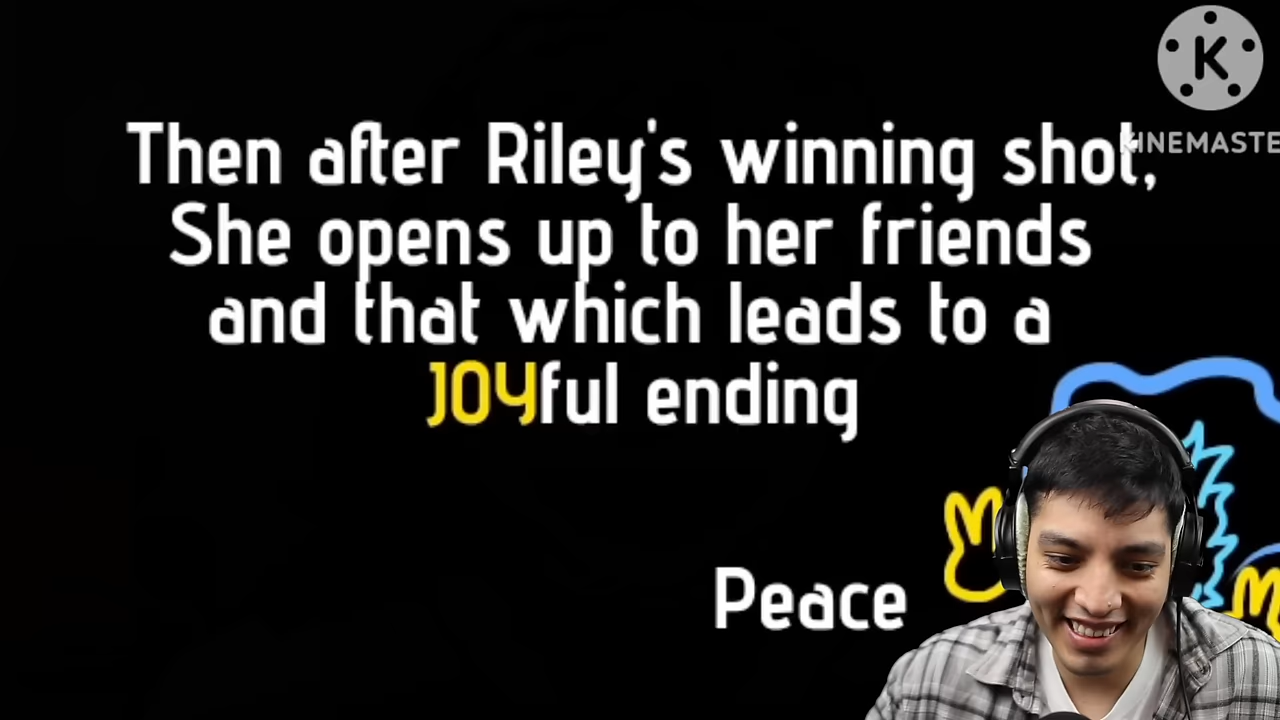 K
KINEMASTE
Then after Riley's winning shot,
She opens up to her friends
and that which leads to a
JOYful ending
Peace